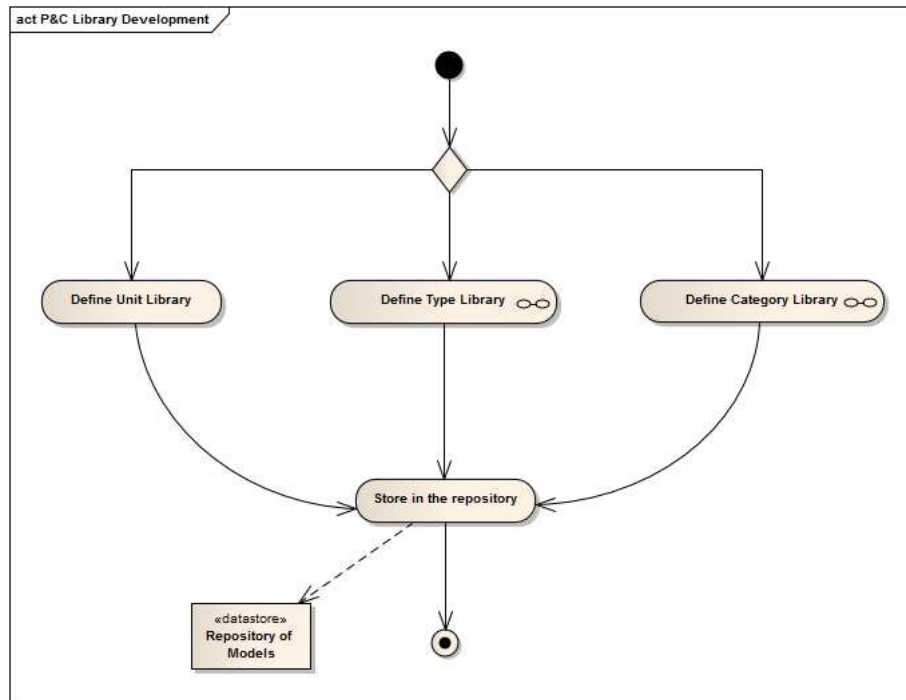 act P&C Library Development
Define Unit Library
Define Type Library
Define Category Library
Store in the repository
«datastore»
Repository of
Models